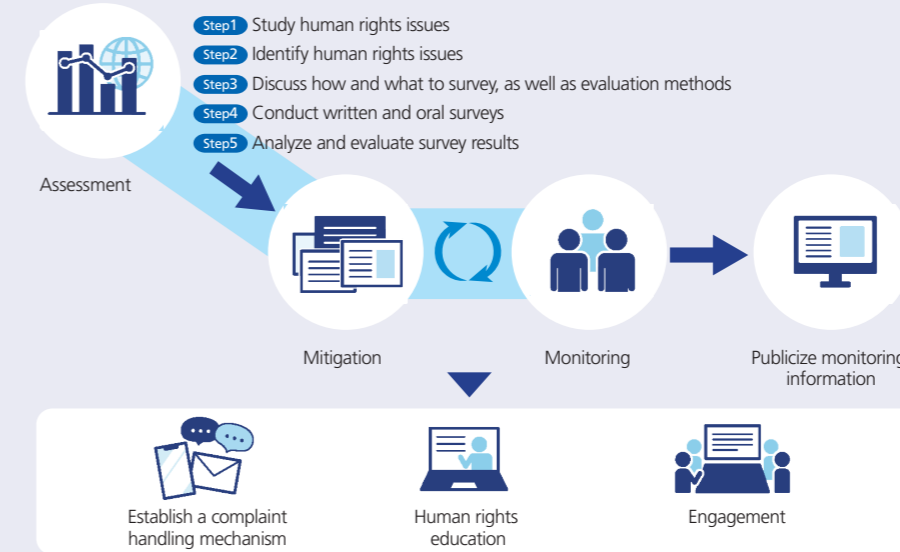 Step1 Study human rights issues
Step2 Identify human rights issues
Step3 Discuss how and what to survey, as well as evaluation methods
Step4 Conduct written and oral surveys
Step5 Analyze and evaluate survey results
Assessment
Mitigation
Monitoring
Publicize monitoring
information
Establish a complaint
handling mechanism
Human rights
education
Engagement